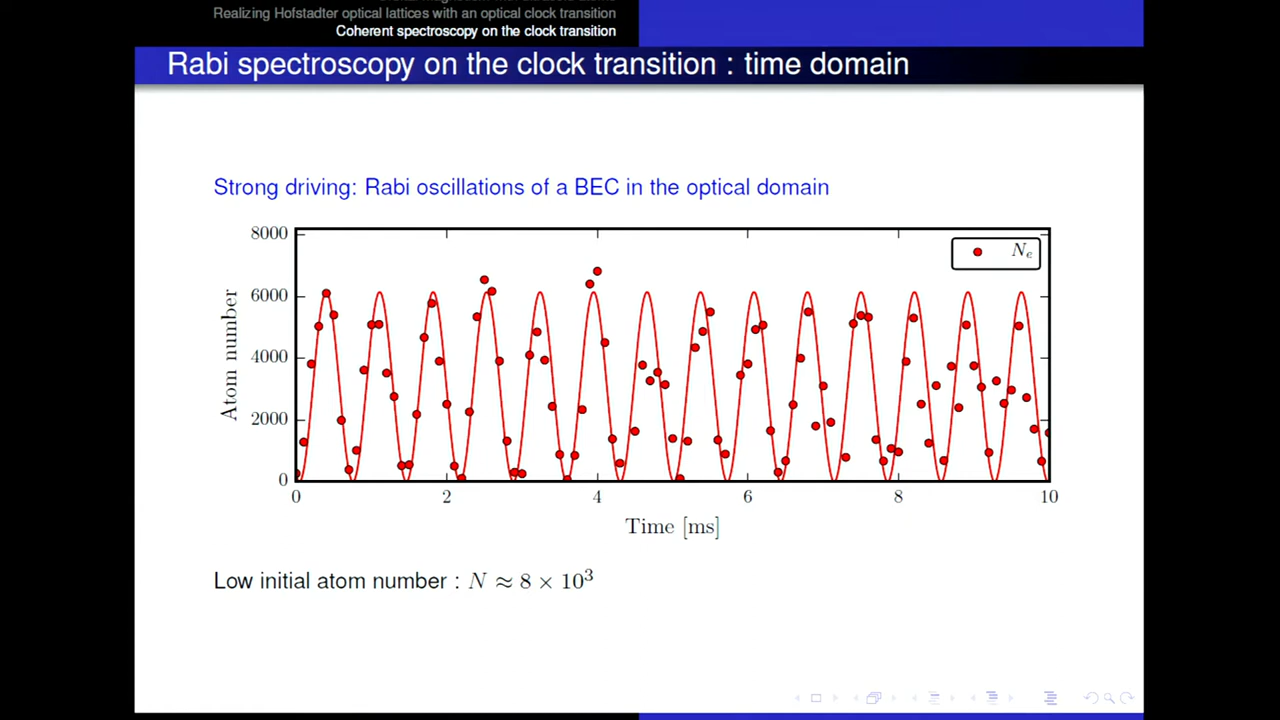 Realizing Hofstadter optical lattices with an optical clock transition
Coherent spectroscopy on the clock transition
Rabi spectroscopy on the clock transition : time domain
Strong driving: Rabi oscillations of a BEC in the optical domain
8000
6000
4000
2000
0
Atom number
Nₑ
0 2 4 6 8 10
Time [ms]
Low initial atom number : N ≈ 8 × 10³